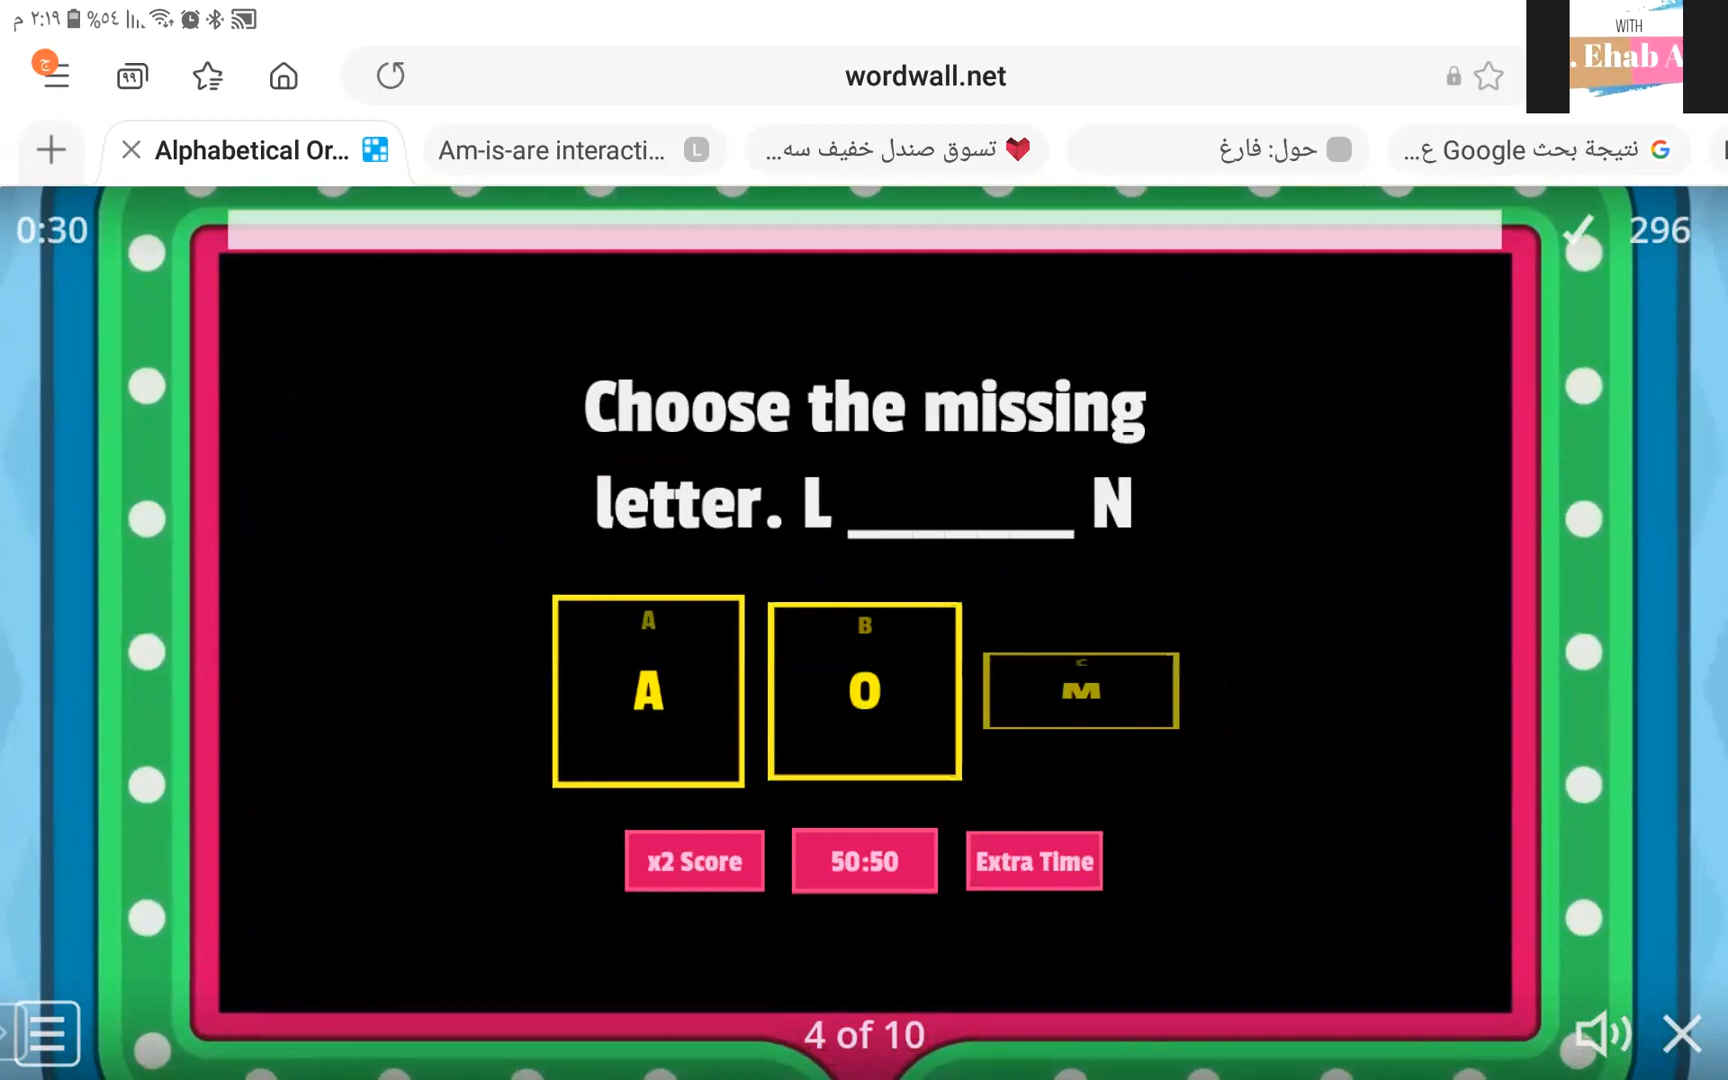 م ٢:١٩ %٥٤
WITH
. Ehab A
ج
٩٩
wordwall.net
Alphabetical Or...
Am-is-are interacti...
L
تسوق صندل خفيف سه...
حول: فارغ
نتيجة بحث Google ع...
0:30
296
Choose the missing
letter. L _______ N
A
B
C
A
O
M
x2 Score
50:50
Extra Time
4 of 10